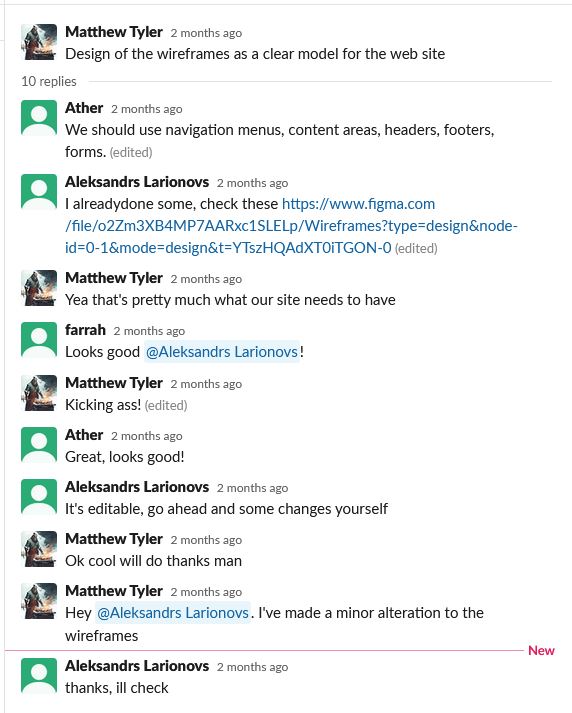 Matthew Tyler 2 months ago
Design of the wireframes as a clear model for the web site
10 replies
Ather 2 months ago
We should use navigation menus, content areas, headers, footers,
forms. (edited)
Aleksandrs Larionovs 2 months ago
I alreadydone some, check these https://www.figma.com
/file/o2Zm3XB4MP7AARxc1SLELp/Wireframes?type=design&node-
id=0-1&mode=design&t=YTszHQAdXT0iTGON-0 (edited)
Matthew Tyler 2 months ago
Yea that's pretty much what our site needs to have
farrah 2 months ago
Looks good @Aleksandrs Larionovs!
Matthew Tyler 2 months ago
Kicking ass! (edited)
Ather 2 months ago
Great, looks good!
Aleksandrs Larionovs 2 months ago
It's editable, go ahead and some changes yourself
Matthew Tyler 2 months ago
Ok cool will do thanks man
Matthew Tyler 2 months ago
Hey @Aleksandrs Larionovs. I've made a minor alteration to the
wireframes
New
Aleksandrs Larionovs 2 months ago
thanks, ill check